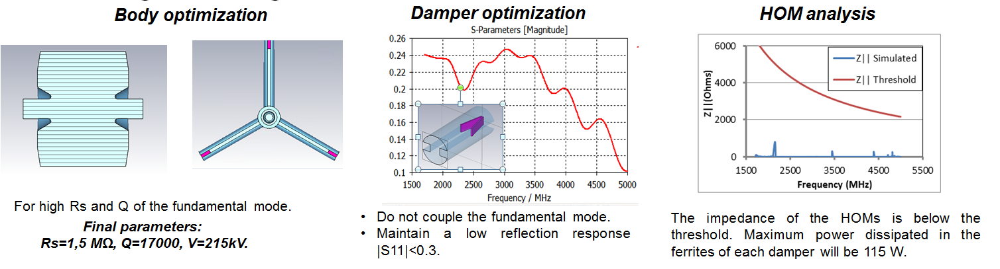 Body optimization
For high Rs and Q of the fundamental mode.
Final parameters:
Rs=1,5 MΩ, Q=17000, V=215kV.
Damper optimization
S-Parameters [Magnitude]
0.26
0.24
0.22
0.2
0.18
0.16
0.14
0.12
0.1
1500 2000 2500 3000 3500 4000 4500 5000
Frequency / MHz
• Do not couple the fundamental mode.
• Maintain a low reflection response
|S11|<0.3.
HOM analysis
6000
4000
2000
0
Z||(Ohms)
Z|| Simulated
Z|| Threshold
1500 2500 3500 4500 5500
Frequency (MHz)
The impedance of the HOMs is below the
threshold. Maximum power dissipated in the
ferrites of each damper will be 115 W.